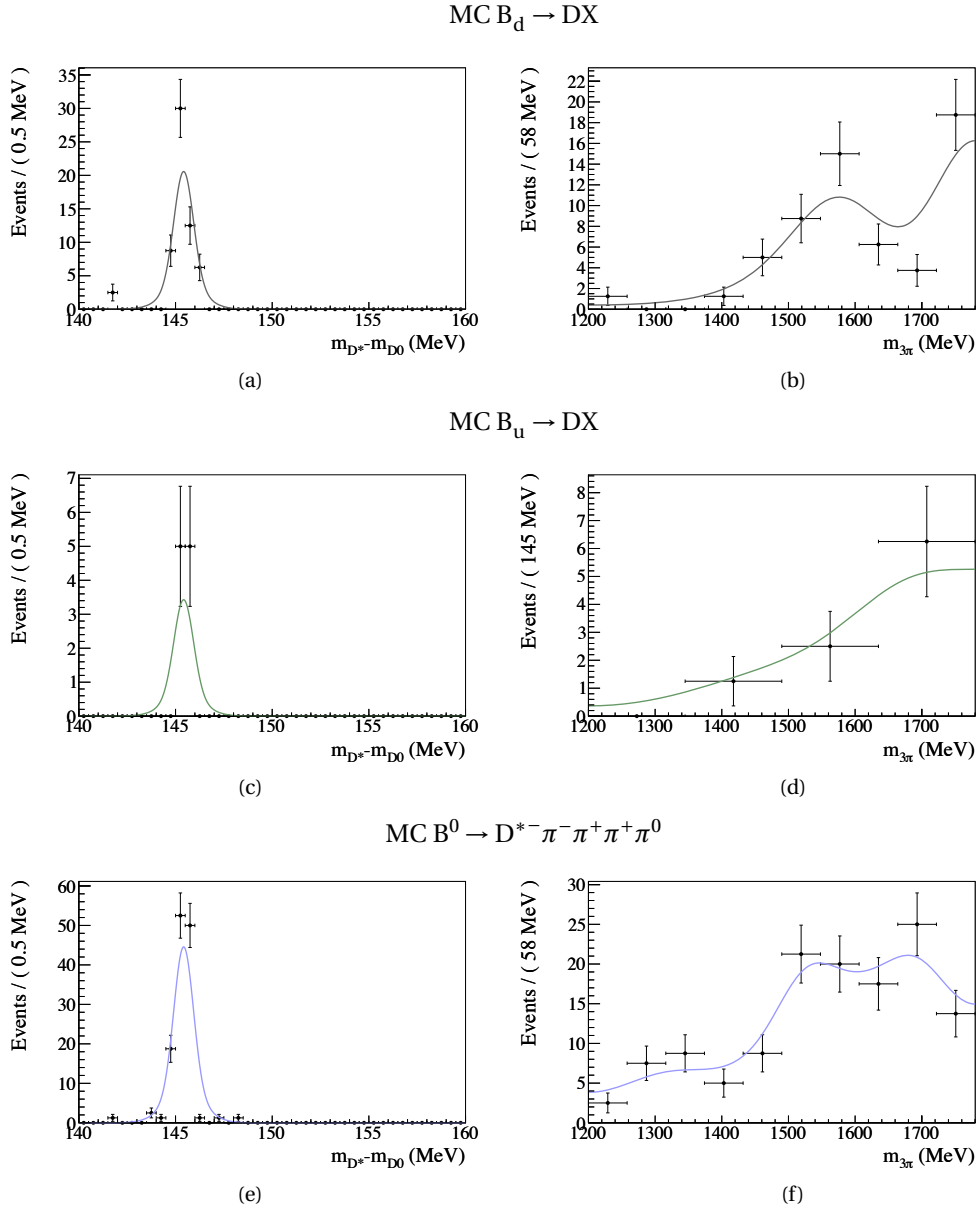 MC B_d → DX
Events / ( 0.5 MeV )
35
30
25
20
15
10
5
0
140 145 150 155 160
m_D*-m_D0 (MeV)
(a)
Events / ( 58 MeV )
22
20
18
16
14
12
10
8
6
4
2
0
1200 1300 1400 1500 1600 1700
m_3π (MeV)
(b)
MC B_u → DX
Events / ( 0.5 MeV )
7
6
5
4
3
2
1
0
140 145 150 155 160
m_D*-m_D0 (MeV)
(c)
Events / ( 145 MeV )
8
7
6
5
4
3
2
1
0
1200 1300 1400 1500 1600 1700
m_3π (MeV)
(d)
MC B⁰ → D*⁻π⁻π⁺π⁺π⁰
Events / ( 0.5 MeV )
60
50
40
30
20
10
0
140 145 150 155 160
m_D*-m_D0 (MeV)
(e)
Events / ( 58 MeV )
30
25
20
15
10
5
0
1200 1300 1400 1500 1600 1700
m_3π (MeV)
(f)